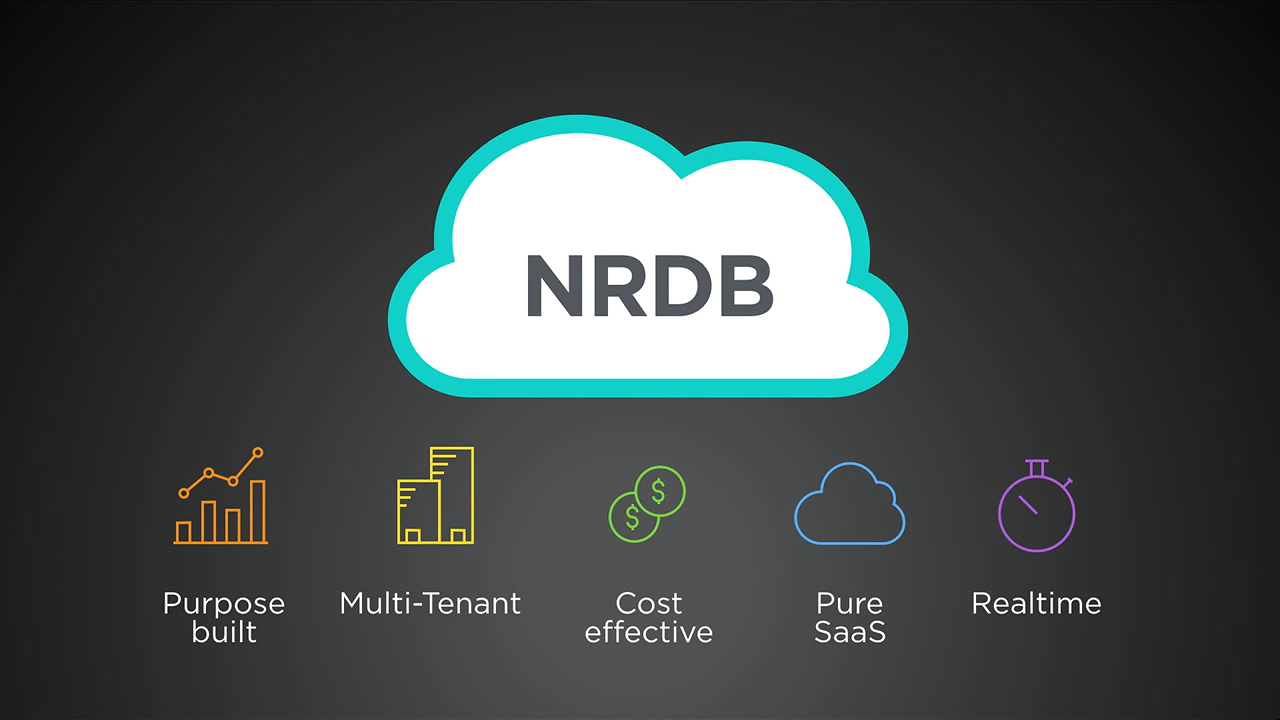 NRDB
$
$
Purpose
built
Multi-Tenant
Cost
effective
Pure
SaaS
Realtime